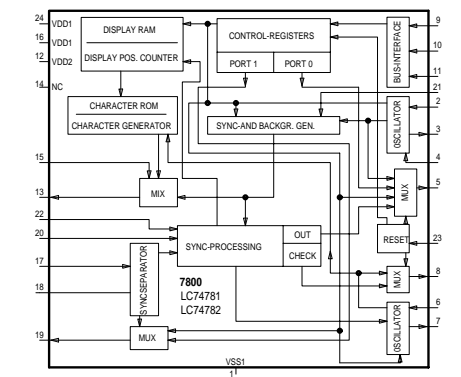 24 VDD1
DISPLAY RAM
DISPLAY POS. COUNTER
CONTROL-REGISTERS
PORT 1
PORT 0
BUS-INTERFACE
9
10
11
16 VDD1
12 VDD2
14 NC
21
CHARACTER ROM
CHARACTER GENERATOR
SYNC-AND BACKGR. GEN.
OSCILLATOR
2
3
4
15
13
MIX
MUX
5
22
20
SYNC-PROCESSING
OUT
CHECK
RESET
23
17
18
SYNCSEPARATOR
7800
LC74781
LC74782
MUX
8
OSCILLATOR
6
7
19
MUX
VSS1
1